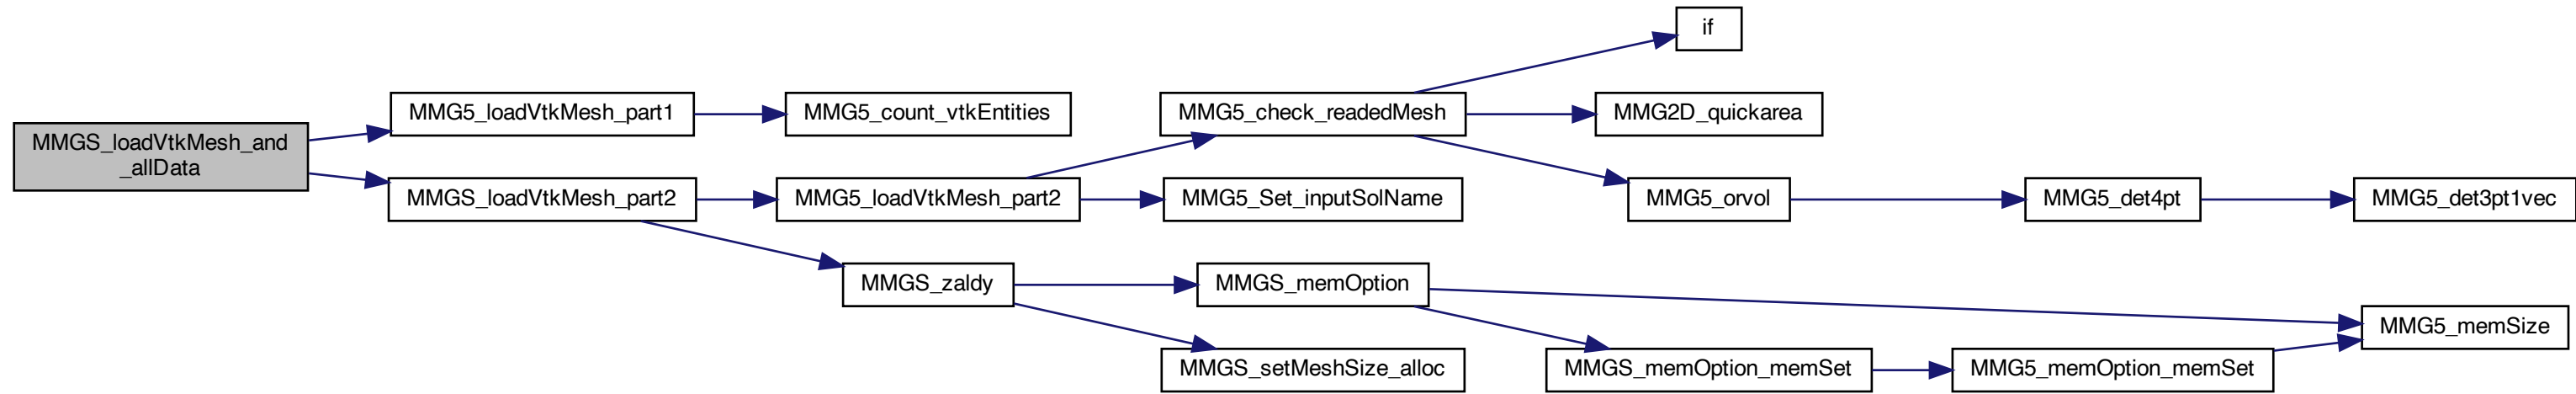 if
MMG5_loadVtkMesh_part1
MMG5_count_vtkEntities
MMG5_check_readedMesh
MMG2D_quickarea
MMGS_loadVtkMesh_and
_allData
MMGS_loadVtkMesh_part2
MMG5_loadVtkMesh_part2
MMG5_Set_inputSolName
MMG5_orvol
MMG5_det4pt
MMG5_det3pt1vec
MMGS_zaldy
MMGS_memOption
MMG5_memSize
MMGS_setMeshSize_alloc
MMGS_memOption_memSet
MMG5_memOption_memSet